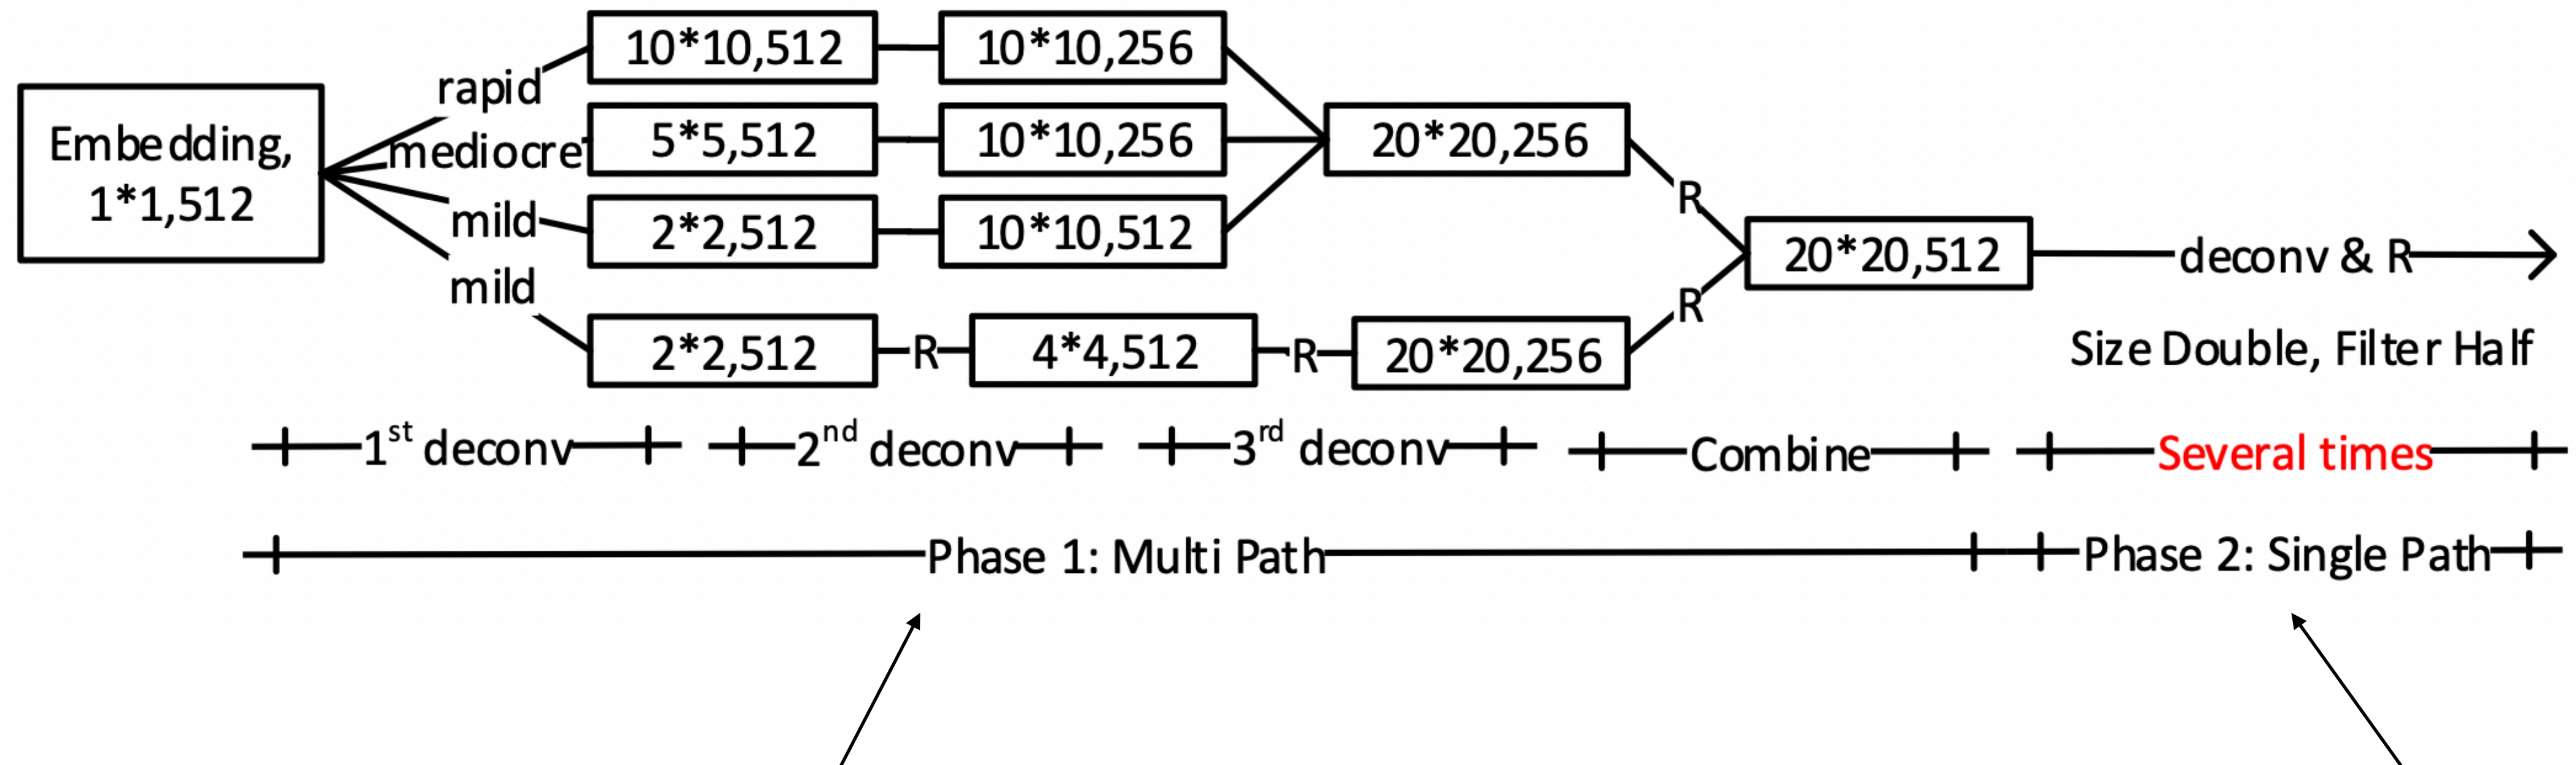 Embedding,
1*1,512
rapid
mediocre
mild
mild
10*10,512
10*10,256
5*5,512
10*10,256
2*2,512
10*10,512
20*20,256
2*2,512
R
4*4,512
R
20*20,256
R
R
20*20,512
deconv & R
Size Double, Filter Half
1st deconv
2nd deconv
3rd deconv
Combine
Several times
Phase 1: Multi Path
Phase 2: Single Path